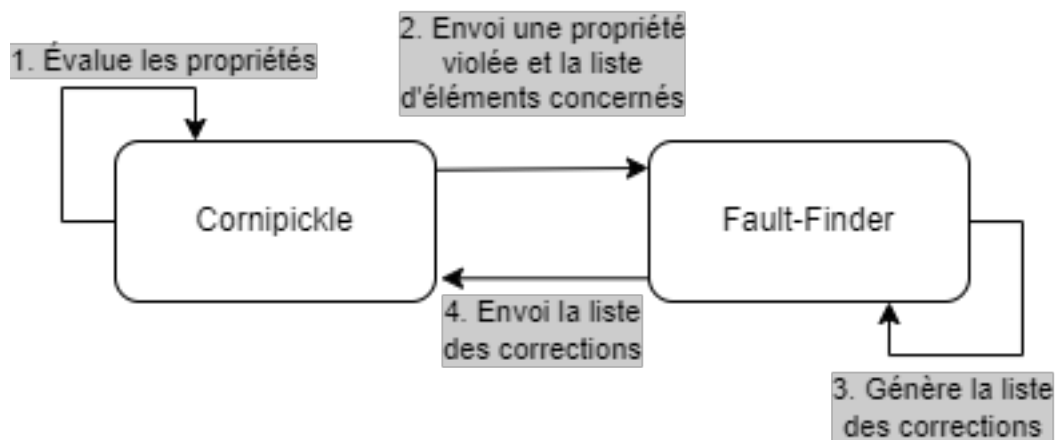 1. Évalue les propriétés
2. Envoi une propriété
violée et la liste
d'éléments concernés
Cornipickle
Fault-Finder
4. Envoi la liste
des corrections
3. Génère la liste
des corrections